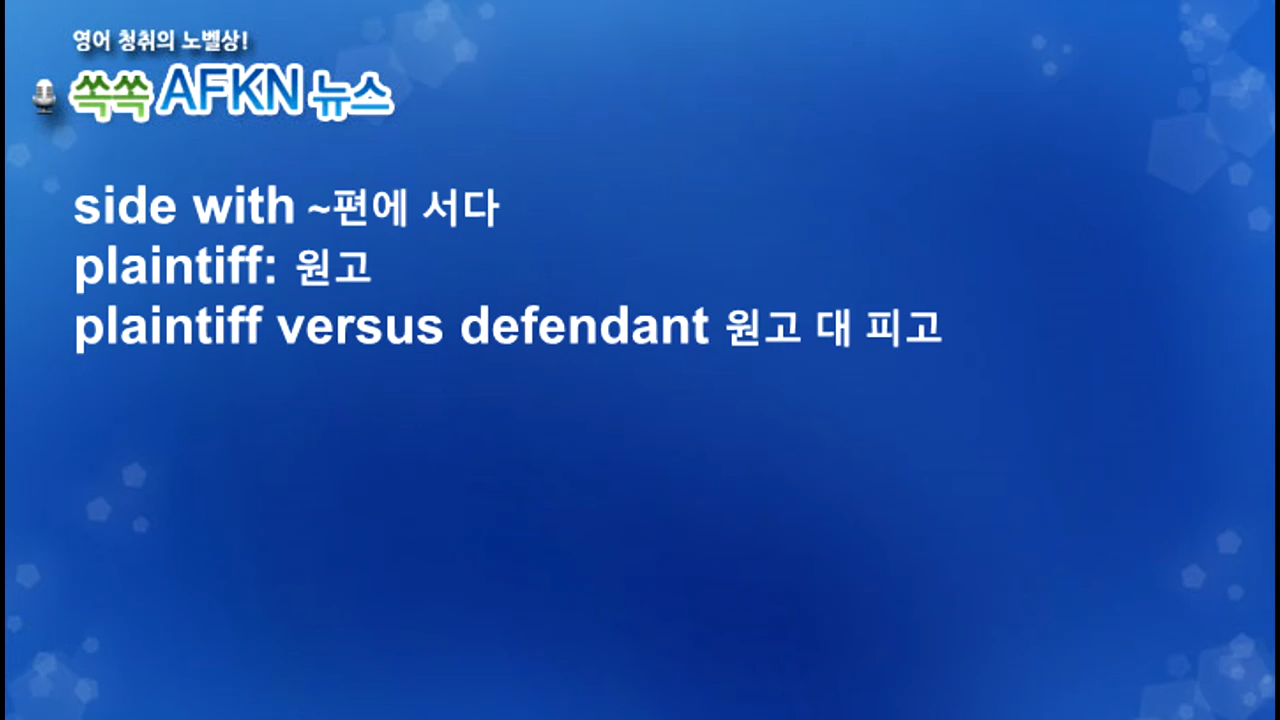 영어 청취의 노벨상!
쏙쏙 AFKN 뉴스
side with ~편에 서다
plaintiff: 원고
plaintiff versus defendant 원고 대 피고